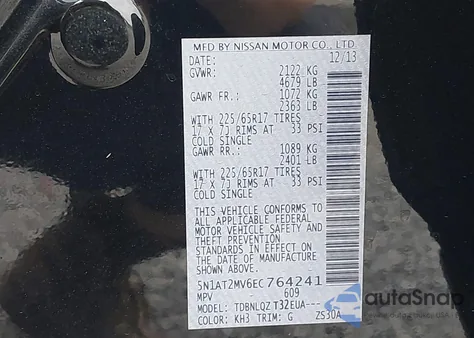 MFD BY NISSAN MOTOR CO., LTD
DATE: 12/13
GVWR: 2122 KG
4679 LB
GAWR FR: 1072 KG
2363 LB
WITH 225/65R17 TIRES
17 X 7J RIMS AT 33 PSI
COLD SINGLE
GAWR RR.: 1089 KG
2401 LB
WITH 225/65R17 TIRES
17 X 7J RIMS AT 33 PSI
COLD SINGLE
THIS VEHICLE CONFORMS TO
ALL APPLICABLE FEDERAL
MOTOR VEHICLE SAFETY AND
THEFT PREVENTION
STANDARDS IN EFFECT ON
THE DATE OF MANUFACTURE
SHOWN ABOVE.
5N1AT2MV6EC764241
MPV 609
MODEL: TDBNLQZ T32EUA---
COLOR: KH3 TRIM: G ZS30A
autoSnap